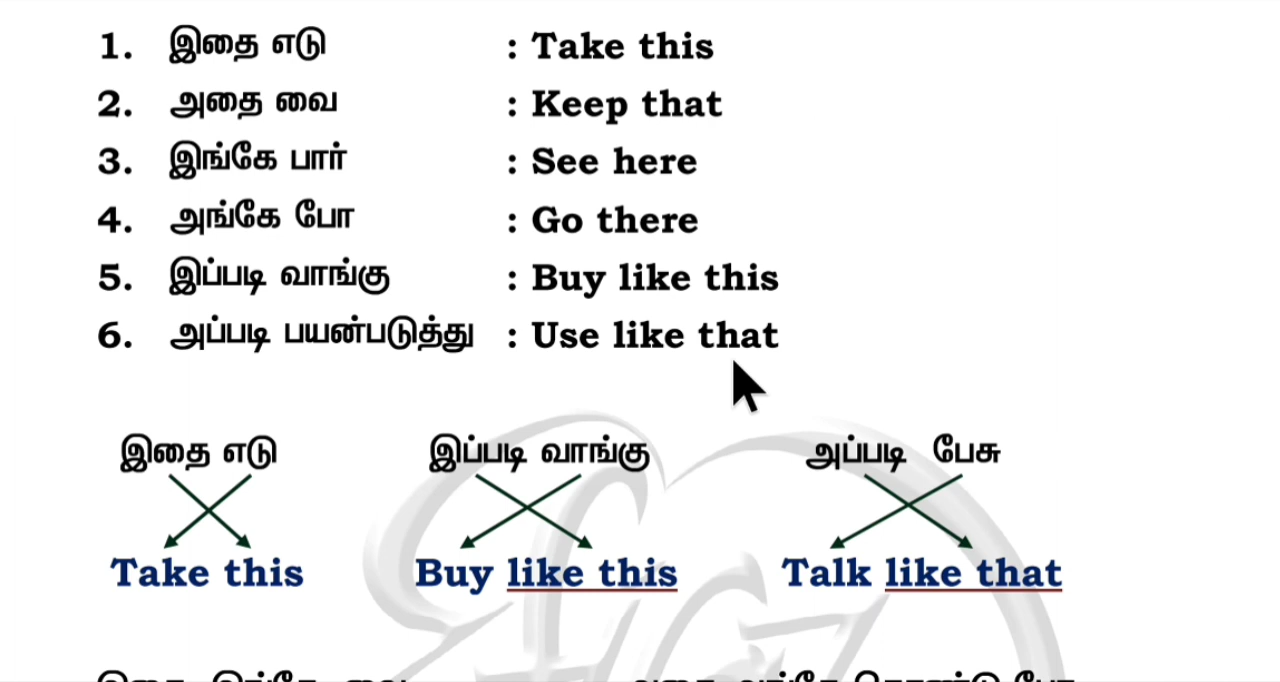 1. இதை எடு : Take this
2. அதை வை : Keep that
3. இங்கே பார் : See here
4. அங்கே போ : Go there
5. இப்படி வாங்கு : Buy like this
6. அப்படி பயன்படுத்து : Use like that
இதை எடு இப்படி வாங்கு அப்படி பேசு
Take this Buy like this Talk like that